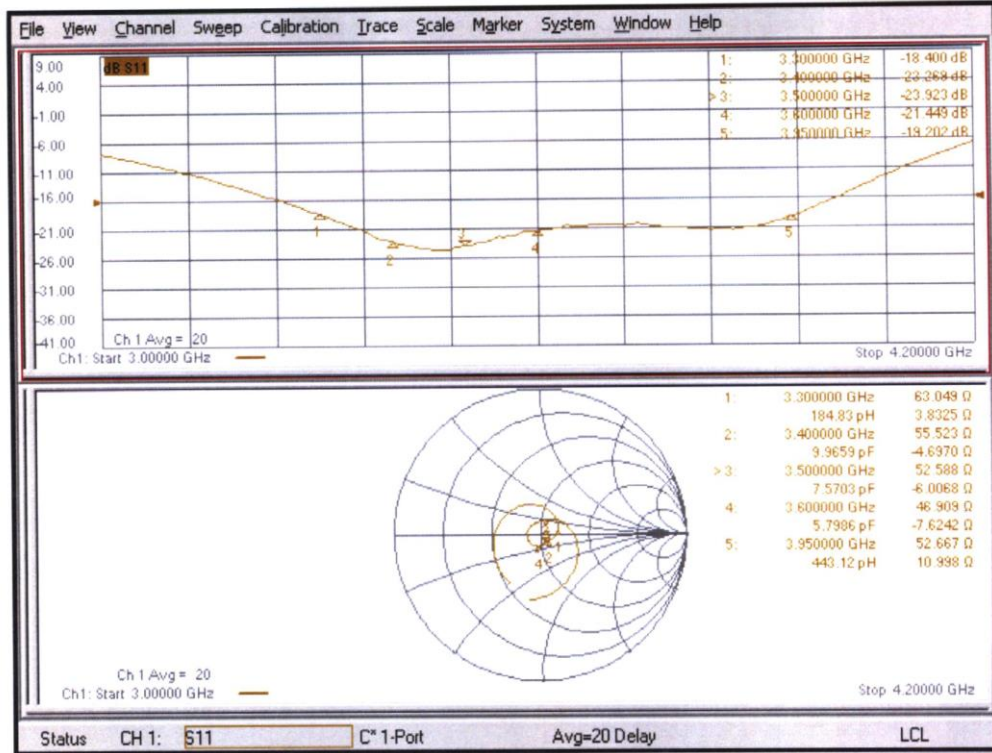 File View Channel Sweep Calibration Trace Scale Marker System Window Help
9.00
dB S11
4.00
-1.00
-6.00
-11.00
-16.00
-21.00
-26.00
-31.00
-36.00
-41.00
1: 3.300000 GHz -18.400 dB
2: 3.400000 GHz -23.268 dB
> 3: 3.500000 GHz -23.923 dB
4: 3.600000 GHz -21.449 dB
5: 3.950000 GHz -19.202 dB
1
2
3
4
5
Ch 1 Avg = 20
Ch1: Start 3.00000 GHz
Stop 4.20000 GHz
1: 3.300000 GHz 63.049 Ω
184.83 pH 3.8325 Ω
2: 3.400000 GHz 55.523 Ω
9.9659 pF -4.6970 Ω
> 3: 3.500000 GHz 52.588 Ω
7.5703 pF -6.0068 Ω
4: 3.600000 GHz 46.909 Ω
5.7986 pF -7.6242 Ω
5: 3.950000 GHz 52.667 Ω
443.12 pH 10.998 Ω
4
Ch 1 Avg = 20
Ch1: Start 3.00000 GHz
Stop 4.20000 GHz
Status CH 1: S11 C* 1-Port Avg=20 Delay LCL